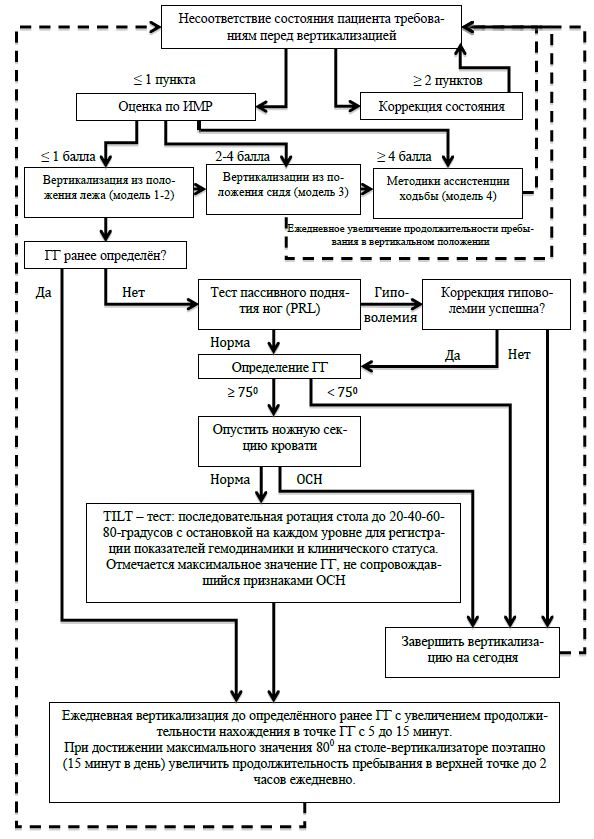 Несоответствие состояния пациента требова-
ниям перед вертикализацией
≤ 1 пункта
≥ 2 пунктов
Оценка по ИМР
Коррекция состояния
≤ 1 балла
2-4 балла
≥ 4 балла
Вертикализация из поло-
жения лежа (модель 1-2)
Вертикализации из по-
ложения сидя (модель 3)
Методики ассистенции
ходьбы (модель 4)
Ежедневное увеличение продолжительности пребы-
вания в вертикальном положении
ГГ ранее определён?
Да
Нет
Тест пассивного подня-
тия ног (PRL)
Гипо-
волемия
Коррекция гипово-
лемии успешна?
Норма
Да
Нет
Определение ГГ
≥ 75⁰
< 75⁰
Опустить ножную сек-
цию кровати
Норма
ОСН
TILT – тест: последовательная ротация стола до 20-40-60-
80-градусов с остановкой на каждом уровне для регистра-
ции показателей гемодинамики и клинического статуса.
Отмечается максимальное значение ГГ, не сопровождав-
шийся признаками ОСН
Завершить вертикализа-
цию на сегодня
Ежедневная вертикализация до определённого ранее ГГ с увеличением продолжи-
тельности нахождения в точке ГГ с 5 до 15 минут.
При достижении максимального значения 80⁰ на столе-вертикализаторе поэтапно
(15 минут в день) увеличить продолжительность пребывания в верхней точке до 2
часов ежедневно.